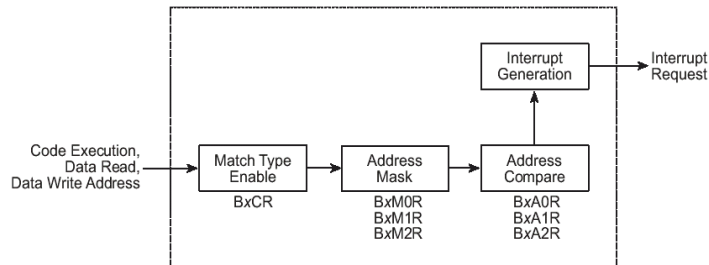 Interrupt
Generation
Interrupt
Request
Code Execution,
Data Read,
Data Write Address
Match Type
Enable
Address
Mask
Address
Compare
BxCR
BxM0R
BxM1R
BxM2R
BxA0R
BxA1R
BxA2R